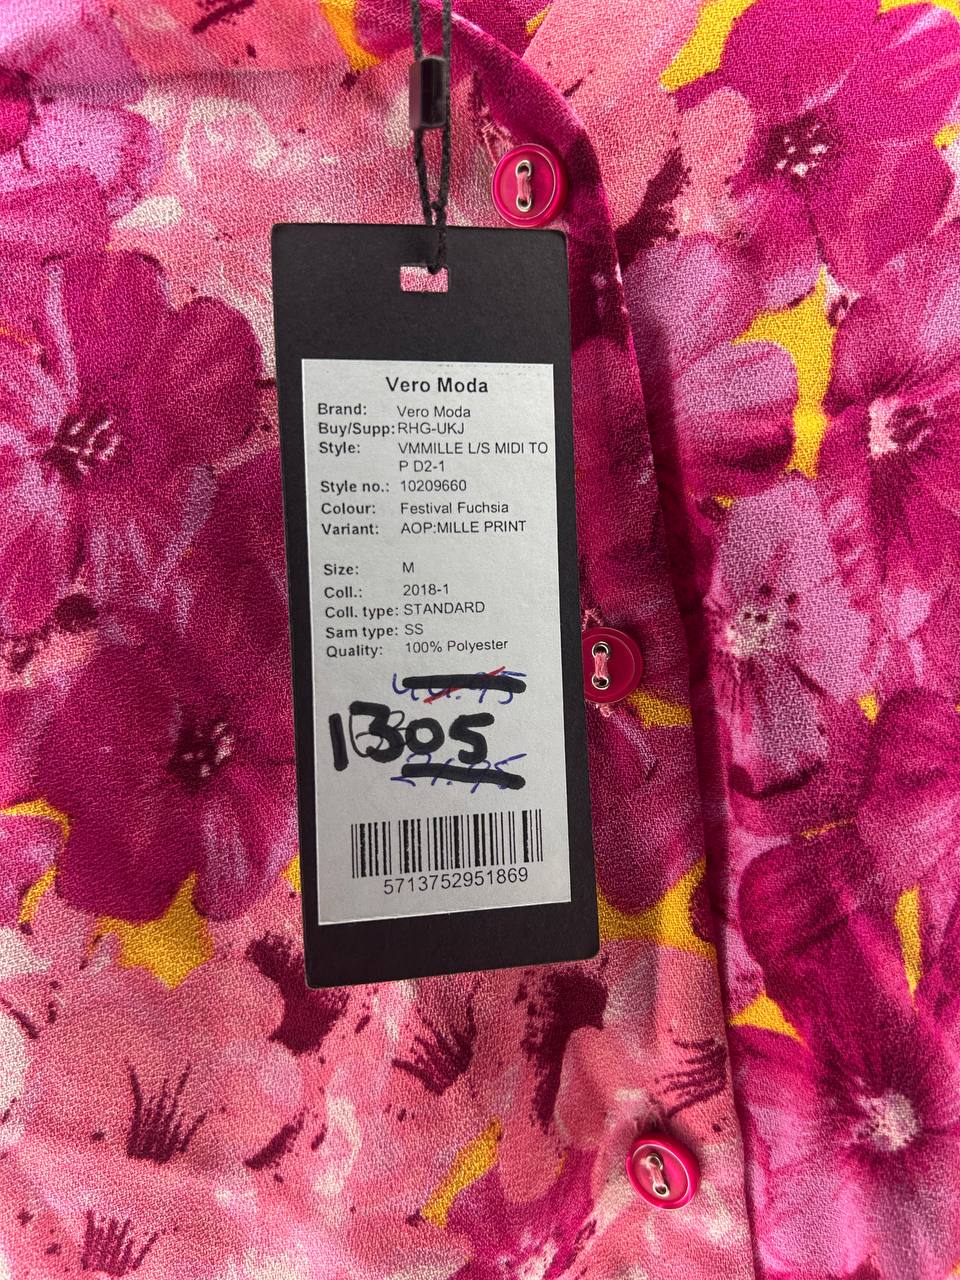 Vero Moda
Brand: Vero Moda
Buy/Supp: RHG-UKJ
Style: VMMILLE L/S MIDI TO
P D2-1
Style no.: 10209660
Colour: Festival Fuchsia
Variant: AOP:MILLE PRINT
Size: M
Coll.: 2018-1
Coll. type: STANDARD
Sam type: SS
Quality: 100% Polyester
1305
5713752951869